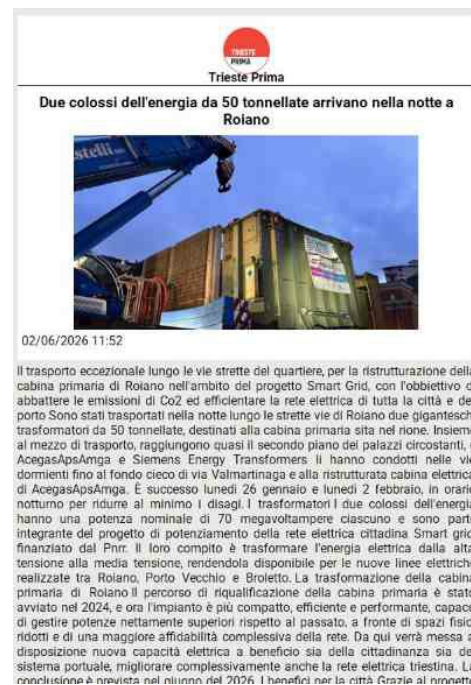 TRIESTE
PRIMA
Trieste Prima
Due colossi dell'energia da 50 tonnellate arrivano nella notte a
Roiano
stelli
02/06/2026 11:52
Il trasporto eccezionale lungo le vie strette del quartiere, per la ristrutturazione della
cabina primaria di Roiano nell'ambito del progetto Smart Grid, con l'obbiettivo d
abbattere le emissioni di Co2 ed efficientare la rete elettrica di tutta la città e de
porto Sono stati trasportati nella notte lungo le strette vie di Roiano due gigantesch
trasformatori da 50 tonnellate, destinati alla cabina primaria sita nel rione. Insieme
al mezzo di trasporto, raggiungono quasi il secondo piano dei palazzi circostanti,
AcegasApsAmga e Siemens Energy Transformers li hanno condotti nelle vie
dormienti fino al fondo cieco di via Valmartinaga e alla ristrutturata cabina elettrica
di AcegasApsAmga. È successo lunedi 26 gennaio e lunedi 2 febbraio, in orario
notturno per ridurre al minimo i disagi. I trasformatori I due colossi dell'energia
hanno una potenza nominale di 70 megavoltampere ciascuno e sono parte
integrante del progetto di potenziamento della rete elettrica cittadina Smart grid
finanziato dal Pnrr. Il loro compito è trasformare l'energia elettrica dalla alta
tensione alla media tensione, rendendola disponibile per le nuove linee elettriche
realizzate tra Roiano, Porto Vecchio e Broletto. La trasformazione della cabina
primaria di Roiano Il percorso di riqualificazione della cabina primaria è stato
avviato nel 2024, e ora l'impianto è più compatto, efficiente e performante, capace
di gestire potenze nettamente superiori rispetto al passato, a fronte di spazi fisic
ridotti e di una maggiore affidabilità complessiva della rete. Da qui verrà messa a
disposizione nuova capacità elettrica a beneficio sia della cittadinanza sia de
sistema portuale, migliorare complessivamente anche la rete elettrica triestina. La
conclusione è prevista nel giugno del 2026. I benefici per la città Grazie al progetto